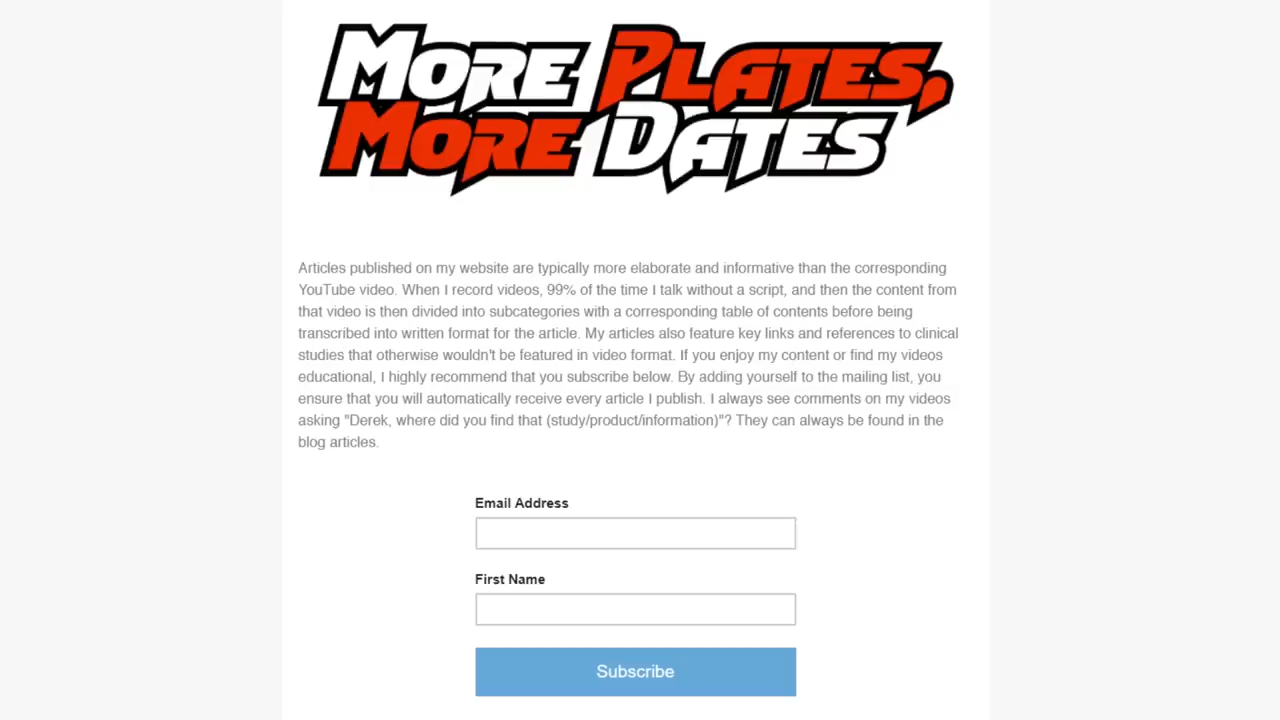 More Plates,
More Dates
Articles published on my website are typically more elaborate and informative than the corresponding
YouTube video. When I record videos, 99% of the time I talk without a script, and then the content from
that video is then divided into subcategories with a corresponding table of contents before being
transcribed into written format for the article. My articles also feature key links and references to clinical
studies that otherwise wouldn't be featured in video format. If you enjoy my content or find my videos
educational, I highly recommend that you subscribe below. By adding yourself to the mailing list, you
ensure that you will automatically receive every article I publish. I always see comments on my videos
asking "Derek, where did you find that (study/product/information)"? They can always be found in the
blog articles.
Email Address
First Name
Subscribe